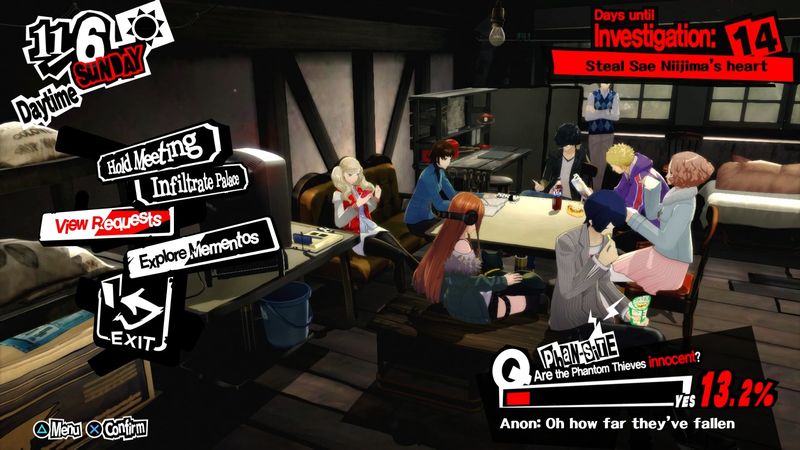 11/6
SUNDAY
Daytime
Days until
Investigation: 14
Steal Sae Niijima's heart
Hold Meeting
Infiltrate Palace
View Requests
Explore Mementos
EXIT
Q PhAN-SITE
Are the Phantom Thieves innocent?
YES 13.2%
Anon: Oh how far they've fallen
Menu Confirm